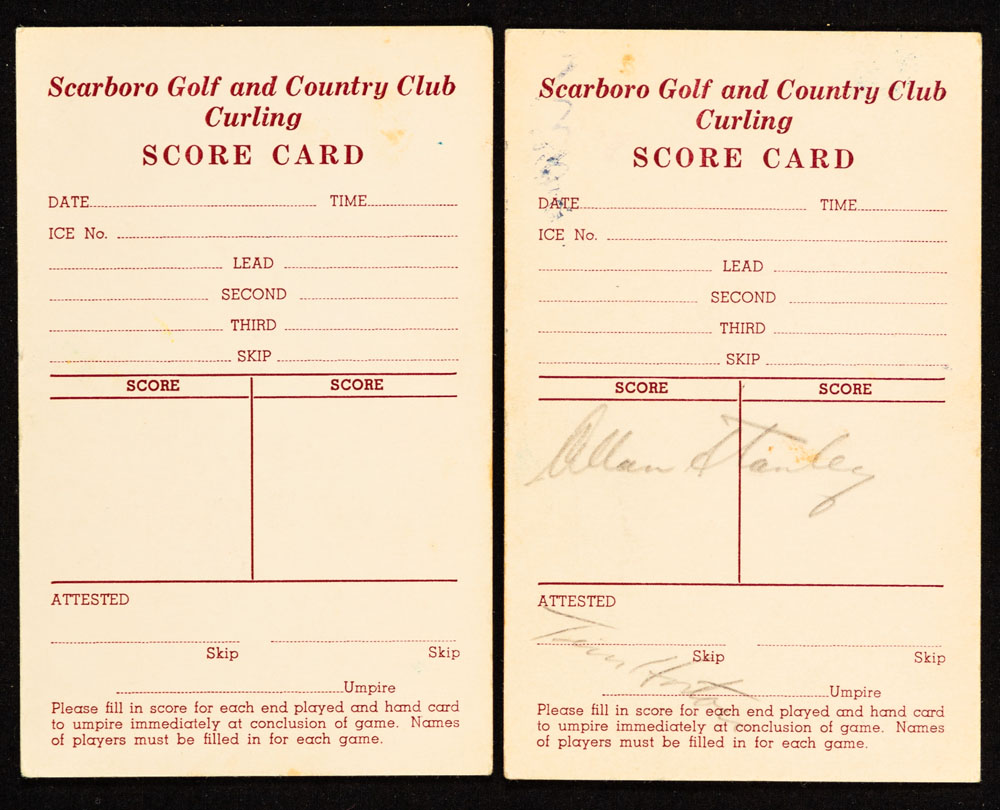 Scarboro Golf and Country Club
Curling
SCORE CARD
DATE TIME
ICE No.
LEAD
SECOND
THIRD
SKIP
SCORE SCORE
ATTESTED
Skip Skip
Umpire
Please fill in score for each end played and hand card
to umpire immediately at conclusion of game. Names
of players must be filled in for each game.
Scarboro Golf and Country Club
Curling
SCORE CARD
DATE TIME
ICE No.
LEAD
SECOND
THIRD
SKIP
SCORE SCORE
Allan Stanley
ATTESTED
Tim Horton
Skip Skip
Umpire
Please fill in score for each end played and hand card
to umpire immediately at conclusion of game. Names
of players must be filled in for each game.